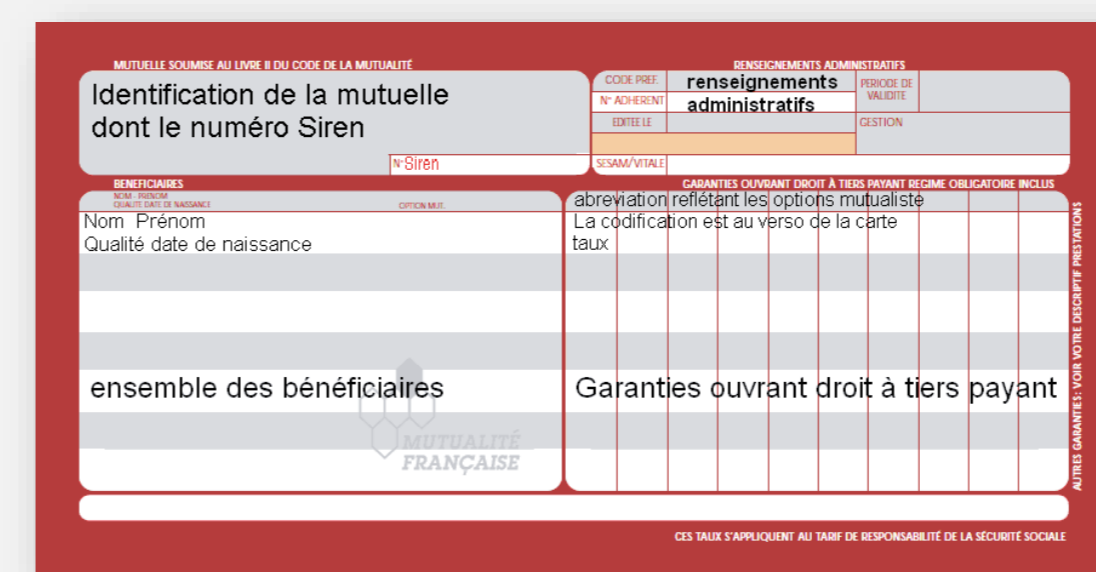 MUTUELLE SOUMISE AU LIVRE II DU CODE DE LA MUTUALITÉ
Identification de la mutuelle
dont le numéro Siren
N° Siren
RENSEIGNEMENTS ADMINISTRATIFS
CODE PREF.
renseignements
N° ADHERENT
administratifs
PERIODE DE
VALIDITE
EDITEE LE
GESTION
SESAM/VITALE
BENEFICIAIRES
NOM - PRENOM
QUALITE DATE DE NAISSANCE
OPTION MUT.
GARANTIES OUVRANT DROIT À TIERS PAYANT REGIME OBLIGATOIRE INCLUS
abreviation reflétant les options mutualiste
Nom Prénom
Qualité date de naissance
La codification est au verso de la carte
taux
ensemble des bénéficiaires
Garanties ouvrant droit à tiers payant
MUTUALITÉ
FRANÇAISE
AUTRES GARANTIES: VOIR VOTRE DESCRIPTIF PRESTATIONS
CES TAUX S'APPLIQUENT AU TARIF DE RESPONSABILITÉ DE LA SÉCURITÉ SOCIALE